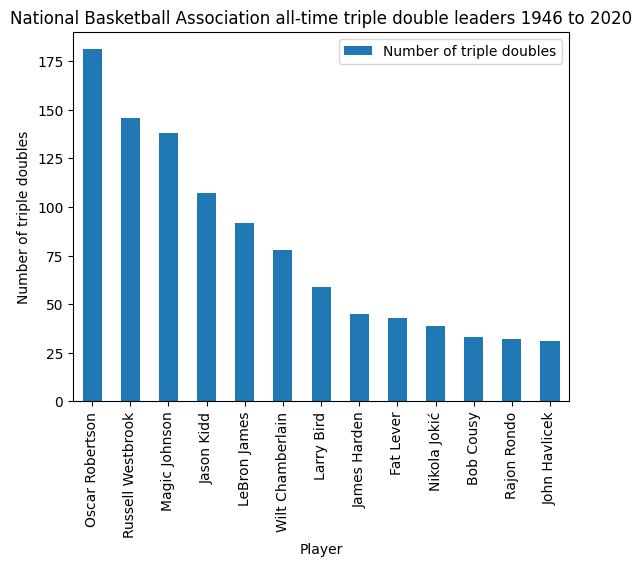 National Basketball Association all-time triple double leaders 1946 to 2020
Number of triple doubles
Number of triple doubles
175
150
125
100
75
50
25
0
Oscar Robertson
Russell Westbrook
Magic Johnson
Jason Kidd
LeBron James
Wilt Chamberlain
Larry Bird
James Harden
Fat Lever
Nikola Jokić
Bob Cousy
Rajon Rondo
John Havlicek
Player